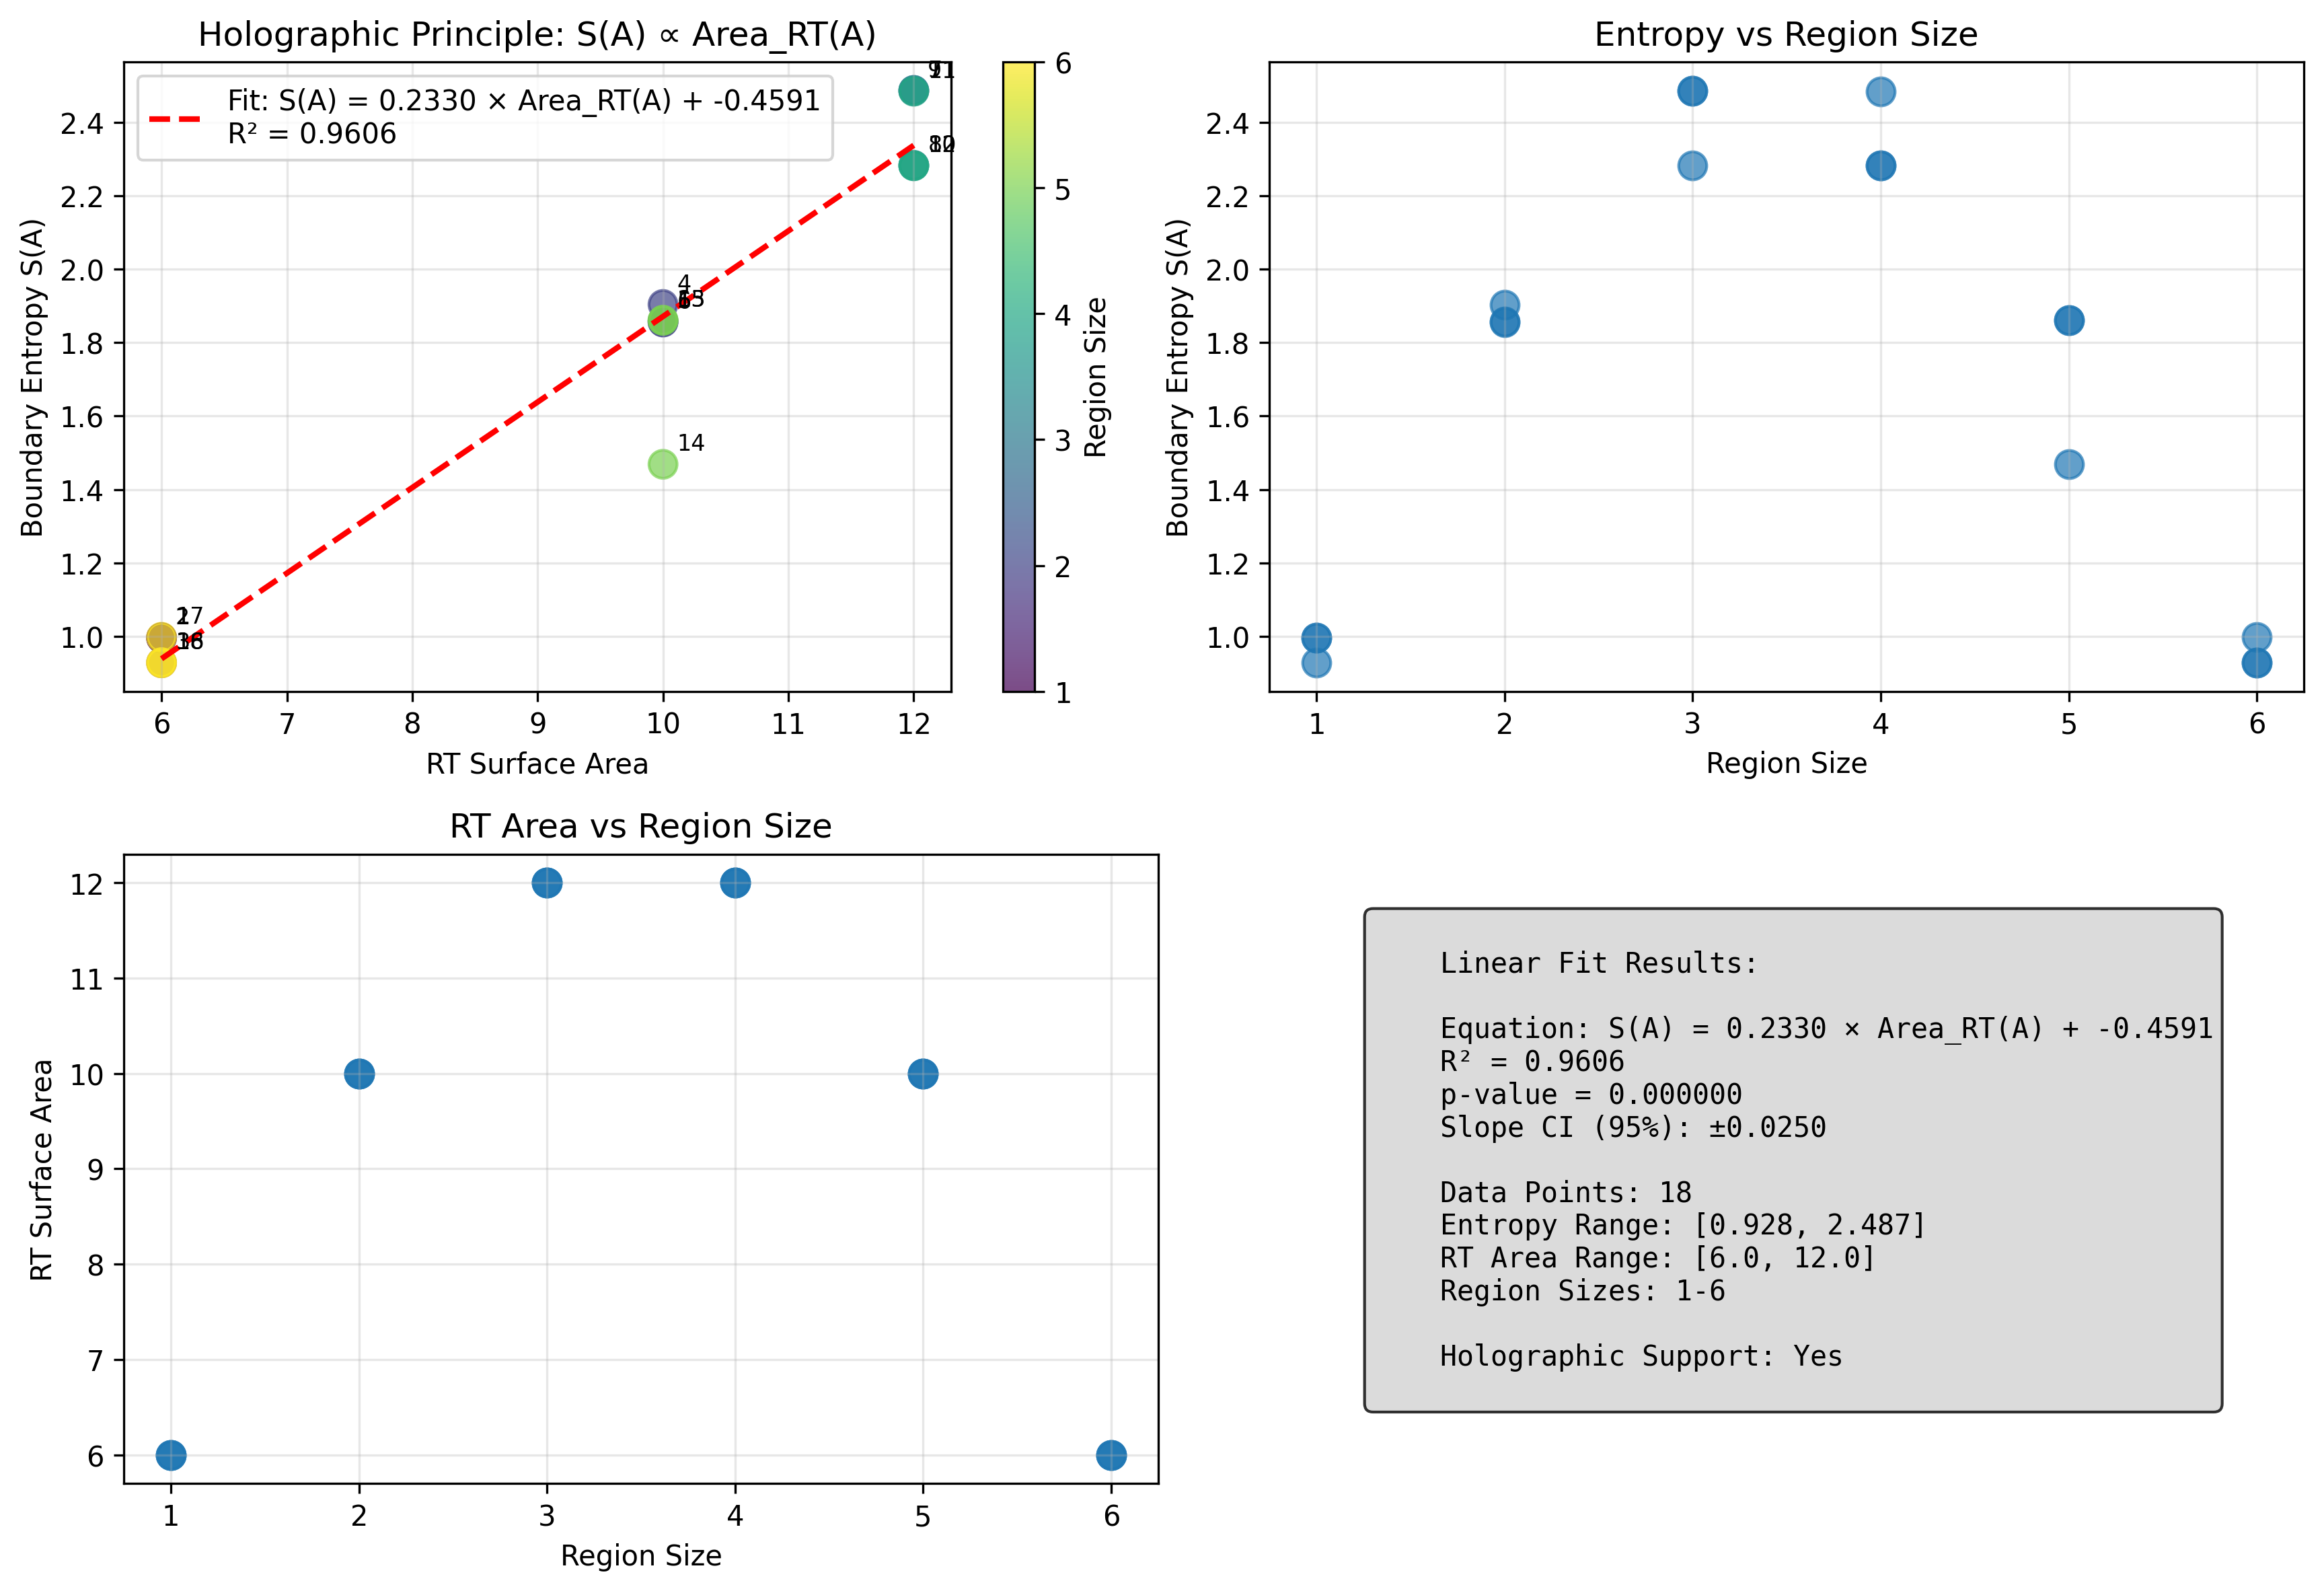 Holographic Principle: S(A) ∝ Area_RT(A)
Fit: S(A) = 0.2330 × Area_RT(A) + -0.4591
R² = 0.9606
Boundary Entropy S(A)
2.4
2.2
2.0
1.8
1.6
1.4
1.2
1.0
4
14
6
7
8
9
10
11
12
RT Surface Area
6
5
4
3
2
1
Region Size
Entropy vs Region Size
Boundary Entropy S(A)
2.4
2.2
2.0
1.8
1.6
1.4
1.2
1.0
1
2
3
4
5
6
Region Size
RT Area vs Region Size
RT Surface Area
12
11
10
9
8
7
6
1
2
3
4
5
6
Region Size
Linear Fit Results:
Equation: S(A) = 0.2330 × Area_RT(A) + -0.4591
R² = 0.9606
p-value = 0.000000
Slope CI (95%): ±0.0250
Data Points: 18
Entropy Range: [0.928, 2.487]
RT Area Range: [6.0, 12.0]
Region Sizes: 1-6
Holographic Support: Yes